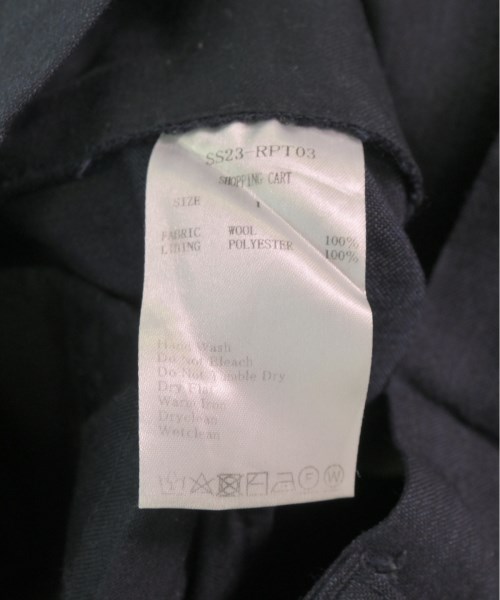 SS23-RPT03
SHOPPING CART
SIZE 1
FABRIC WOOL 100%
LINING POLYESTER 100%
Hand Wash
Do Not Bleach
Do Not Tumble Dry
Dry Flat
Warm Iron
Dryclean
Wetclean
F W